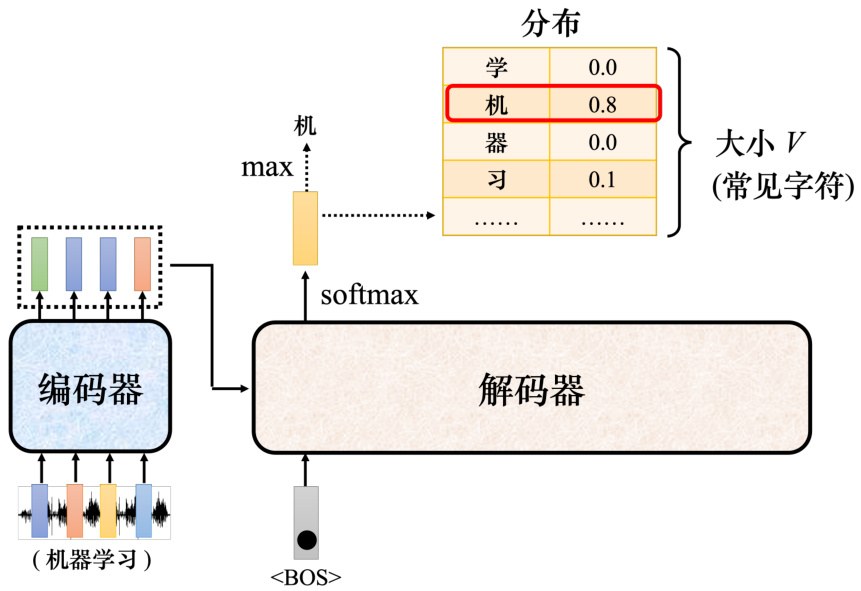 分布
学 0.0
机 0.8
器 0.0
习 0.1
…… ……
大小 V
(常见字符)
机
max
softmax
编码器
解码器
(机器学习)
<BOS>